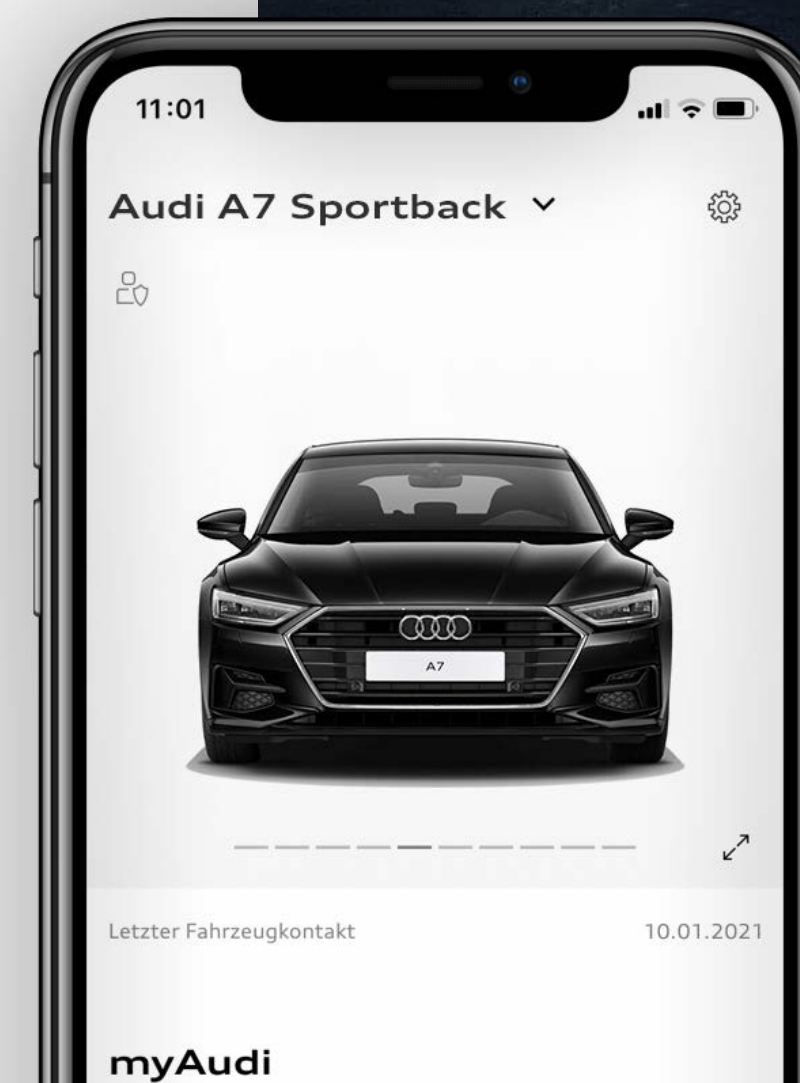 11:01
Audi A7 Sportback
A7
Letzter Fahrzeugkontakt 10.01.2021
myAudi